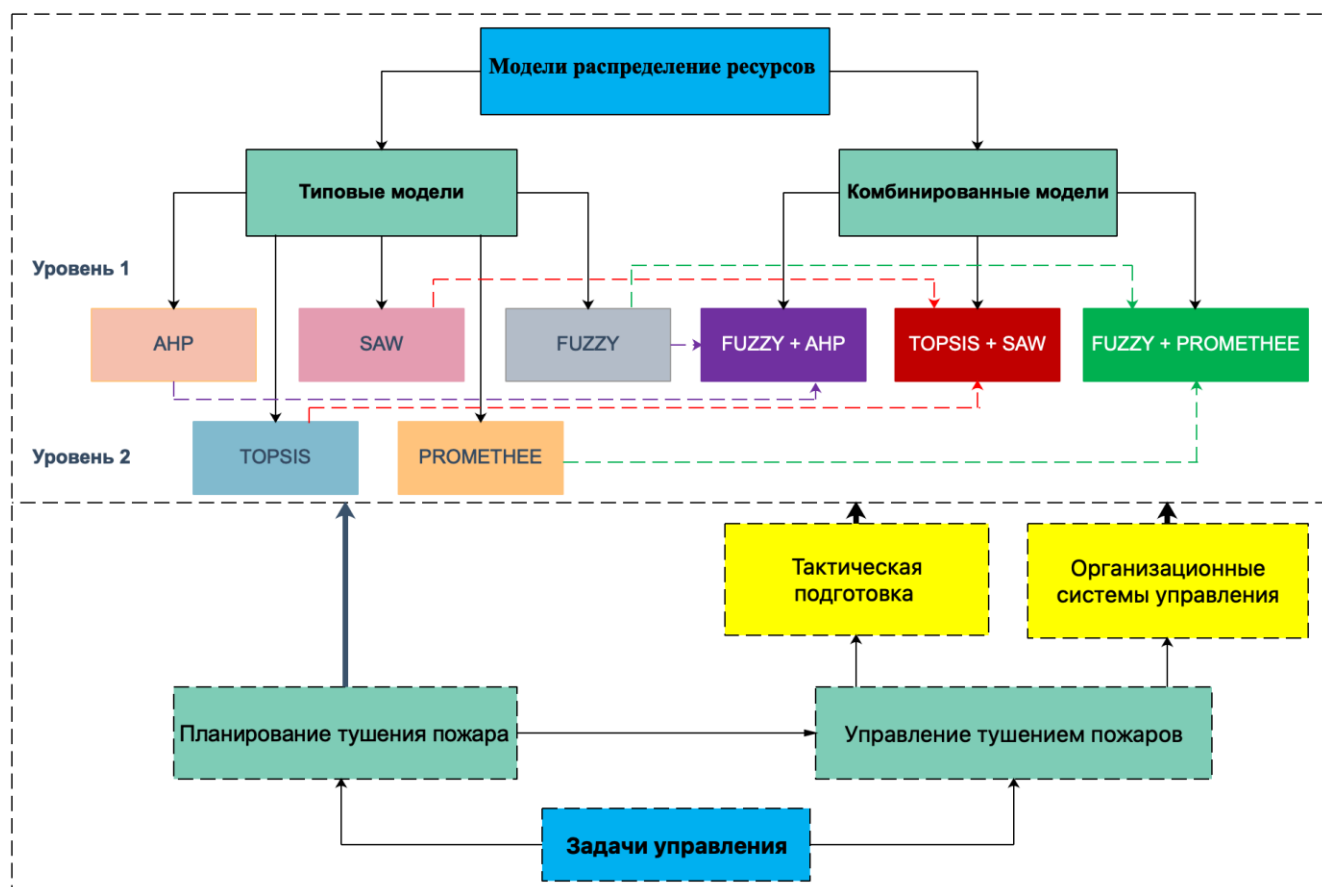 Модели распределение ресурсов
Типовые модели
Комбинированные модели
Уровень 1
AHP
SAW
FUZZY
FUZZY + AHP
TOPSIS + SAW
FUZZY + PROMETHEE
Уровень 2
TOPSIS
PROMETHEE
Тактическая
подготовка
Организационные
системы управления
Планирование тушения пожара
Управление тушением пожаров
Задачи управления